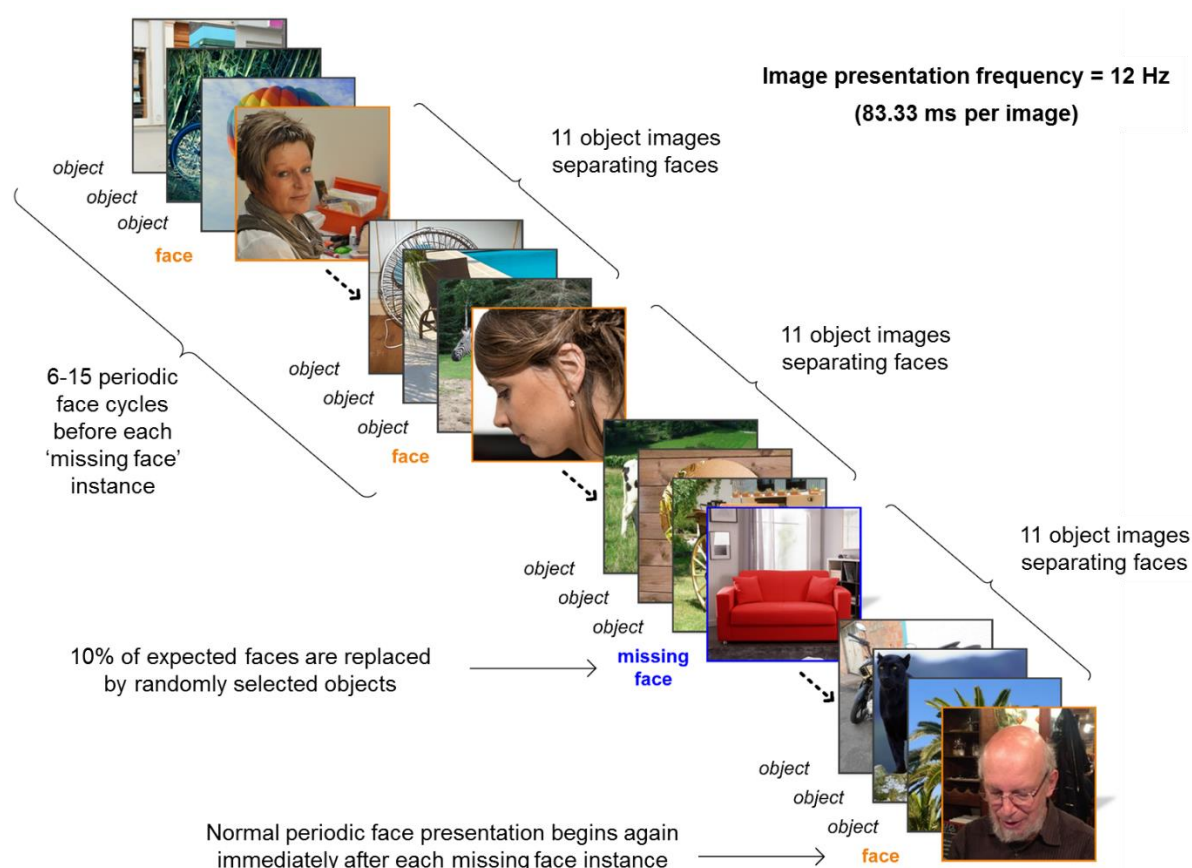 Image presentation frequency = 12 Hz
(83.33 ms per image)
11 object images
separating faces
object
object
object
face
11 object images
separating faces
6-15 periodic
face cycles
before each
‘missing face’
instance
object
object
object
face
11 object images
separating faces
object
object
object
missing
face
10% of expected faces are replaced
by randomly selected objects
object
object
object
face
Normal periodic face presentation begins again
immediately after each missing face instance